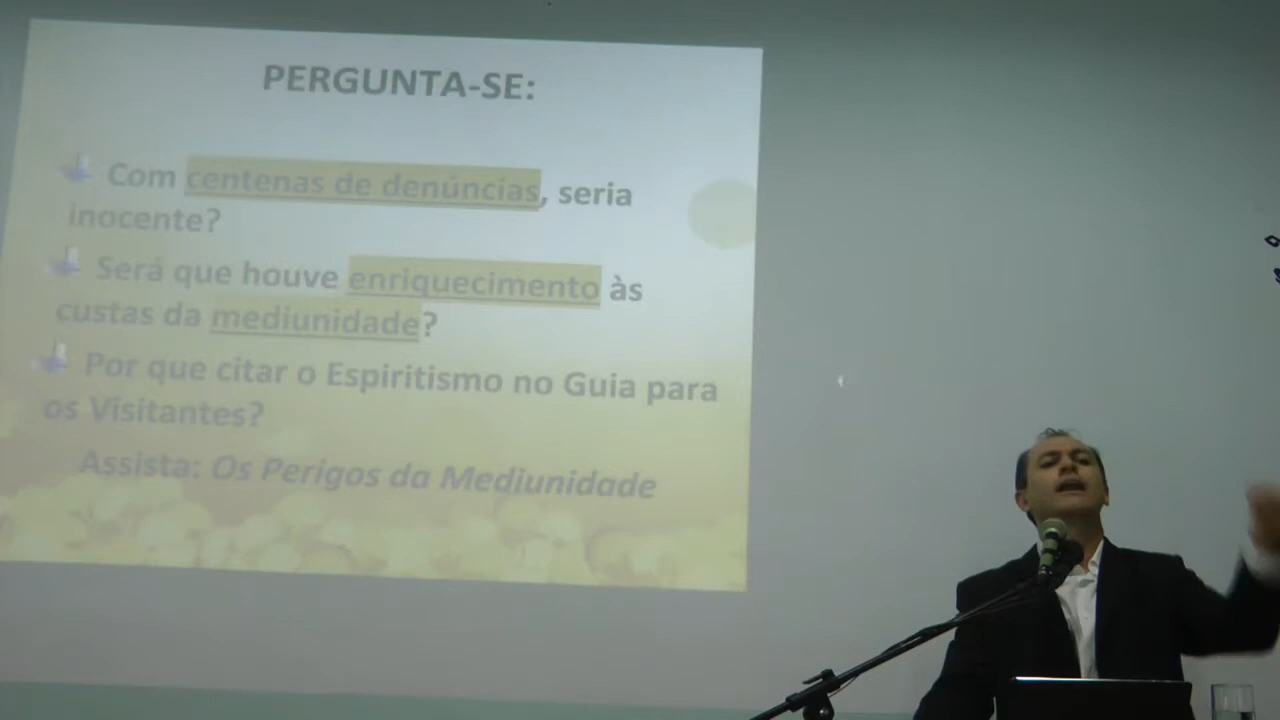 PERGUNTA-SE:
Com centenas de denúncias, seria
inocente?
Será que houve enriquecimento às
custas da mediunidade?
Por que citar o Espiritismo no Guia para
os Visitantes?
Assista: Os Perigos da Mediunidade